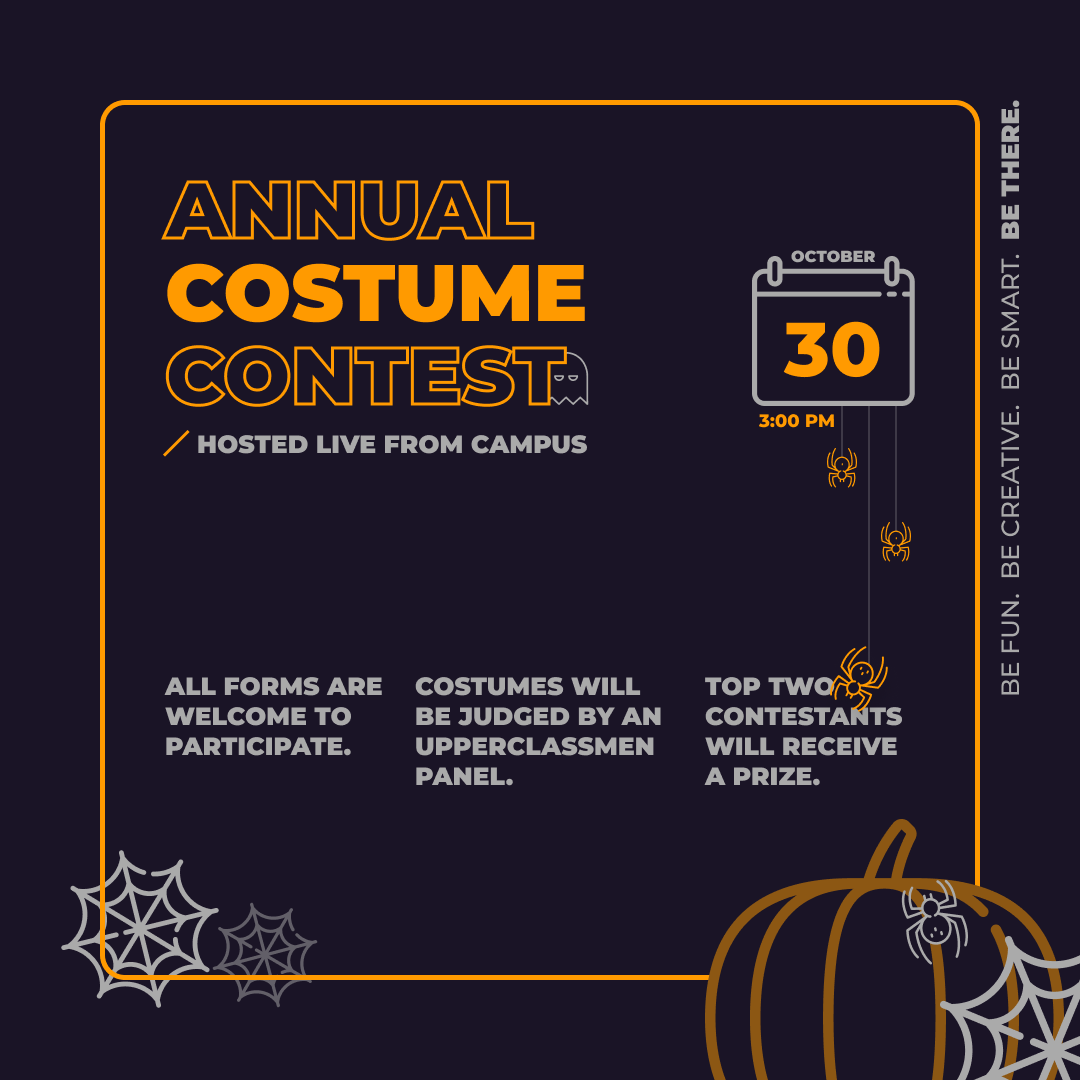 ANNUAL
COSTUME
CONTEST
HOSTED LIVE FROM CAMPUS
OCTOBER
30
3:00 PM
ALL FORMS ARE
WELCOME TO
PARTICIPATE.
COSTUMES WILL
BE JUDGED BY AN
UPPERCLASSMEN
PANEL.
TOP TWO
CONTESTANTS
WILL RECEIVE
A PRIZE.
BE FUN. BE CREATIVE. BE SMART. BE THERE.